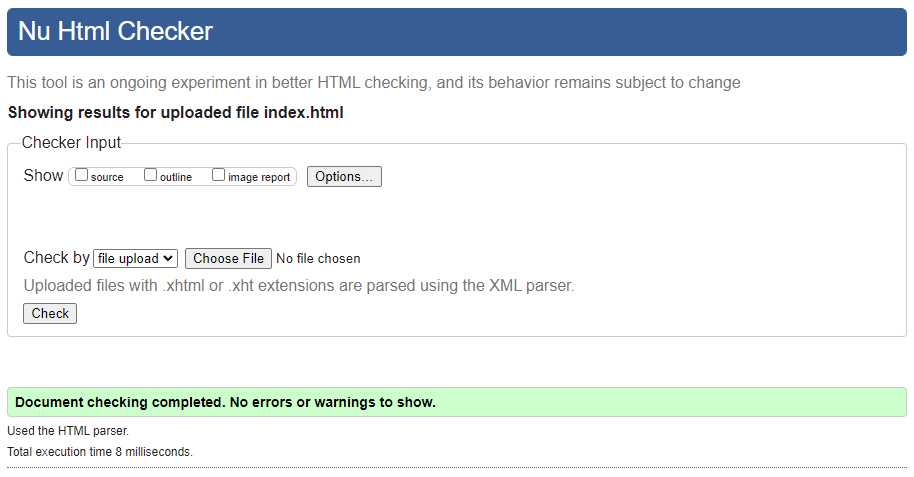 Nu Html Checker
This tool is an ongoing experiment in better HTML checking, and its behavior remains subject to change
Showing results for uploaded file index.html
Checker Input
Show source outline image report Options...
Check by file upload Choose File No file chosen
Uploaded files with .xhtml or .xht extensions are parsed using the XML parser.
Check
Document checking completed. No errors or warnings to show.
Used the HTML parser.
Total execution time 8 milliseconds.